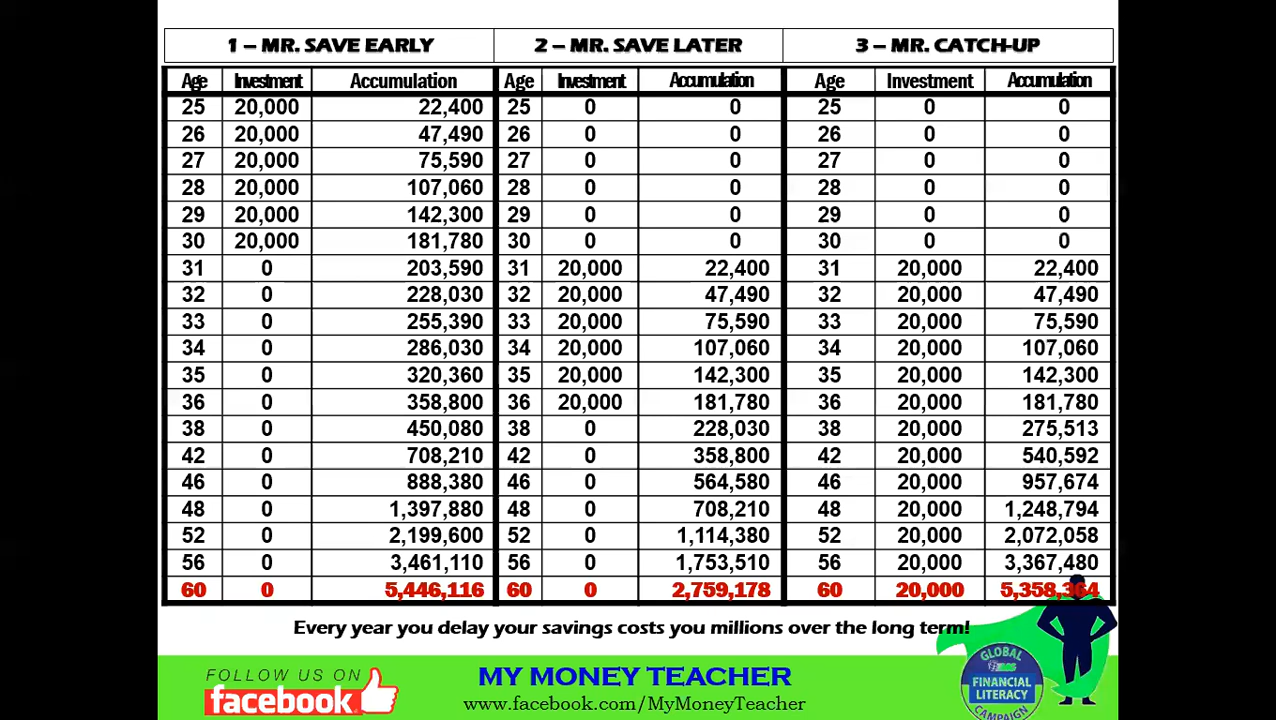 1 – MR. SAVE EARLY 2 – MR. SAVE LATER 3 – MR. CATCH-UP
Age Investment Accumulation Age Investment Accumulation Age Investment Accumulation
25 20,000 22,400 25 0 0 25 0 0
26 20,000 47,490 26 0 0 26 0 0
27 20,000 75,590 27 0 0 27 0 0
28 20,000 107,060 28 0 0 28 0 0
29 20,000 142,300 29 0 0 29 0 0
30 20,000 181,780 30 0 0 30 0 0
31 0 203,590 31 20,000 22,400 31 20,000 22,400
32 0 228,030 32 20,000 47,490 32 20,000 47,490
33 0 255,390 33 20,000 75,590 33 20,000 75,590
34 0 286,030 34 20,000 107,060 34 20,000 107,060
35 0 320,360 35 20,000 142,300 35 20,000 142,300
36 0 358,800 36 20,000 181,780 36 20,000 181,780
38 0 450,080 38 0 228,030 38 20,000 275,513
42 0 708,210 42 0 358,800 42 20,000 540,592
46 0 888,380 46 0 564,580 46 20,000 957,674
48 0 1,397,880 48 0 708,210 48 20,000 1,248,794
52 0 2,199,600 52 0 1,114,380 52 20,000 2,072,058
56 0 3,461,110 56 0 1,753,510 56 20,000 3,367,480
60 0 5,446,116 60 0 2,759,178 60 20,000 5,358,364
Every year you delay your savings costs you millions over the long term!
FOLLOW US ON
facebook
MY MONEY TEACHER
www.facebook.com/MyMoneyTeacher
GLOBAL
FINANCIAL
LITERACY
CAMPAIGN